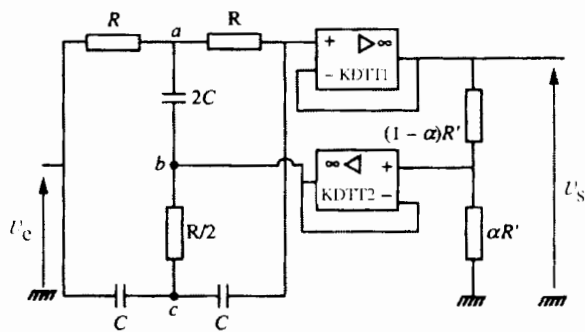 R
a
R
+ ▷ ∞
− KDTT1
2C
(1 − α)R'
b
∞ ◁ +
KDTT2 −
U_e
R/2
αR'
U_s
C
c
C